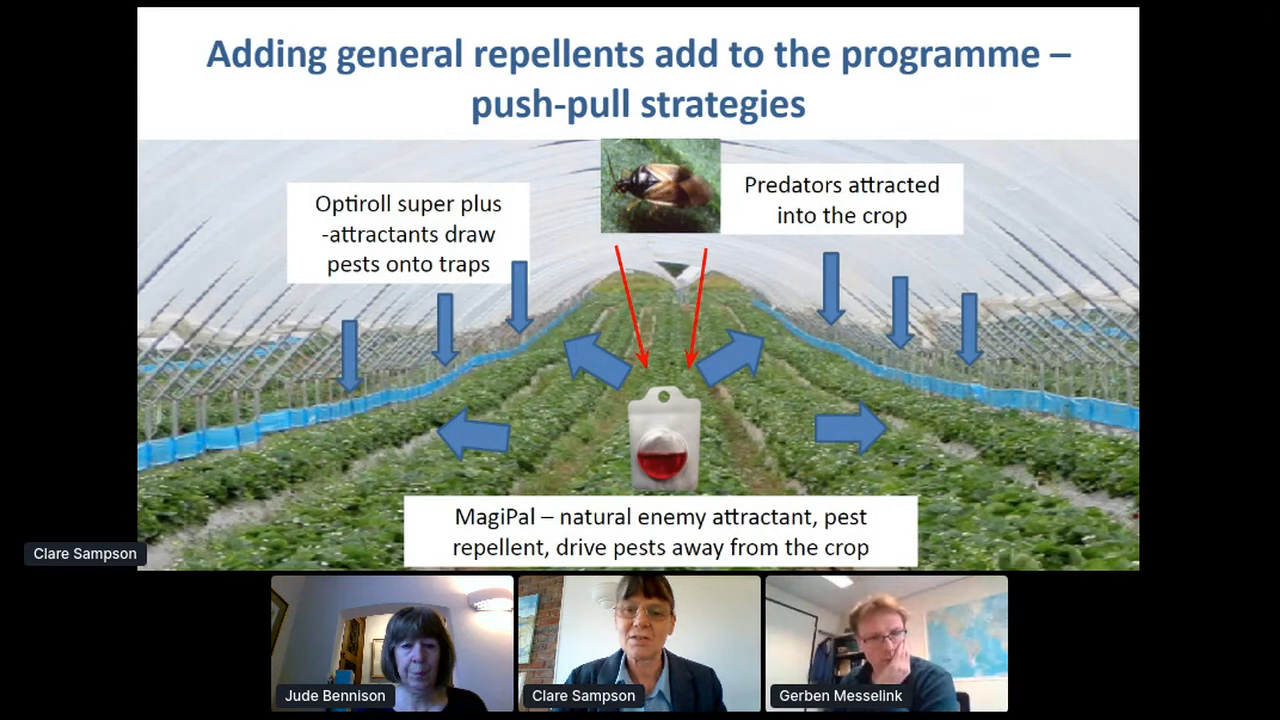 Adding general repellents add to the programme –
push-pull strategies
Optiroll super plus
-attractants draw
pests onto traps
Predators attracted
into the crop
MagiPal – natural enemy attractant, pest
repellent, drive pests away from the crop
Clare Sampson
Jude Bennison
Clare Sampson
Gerben Messelink